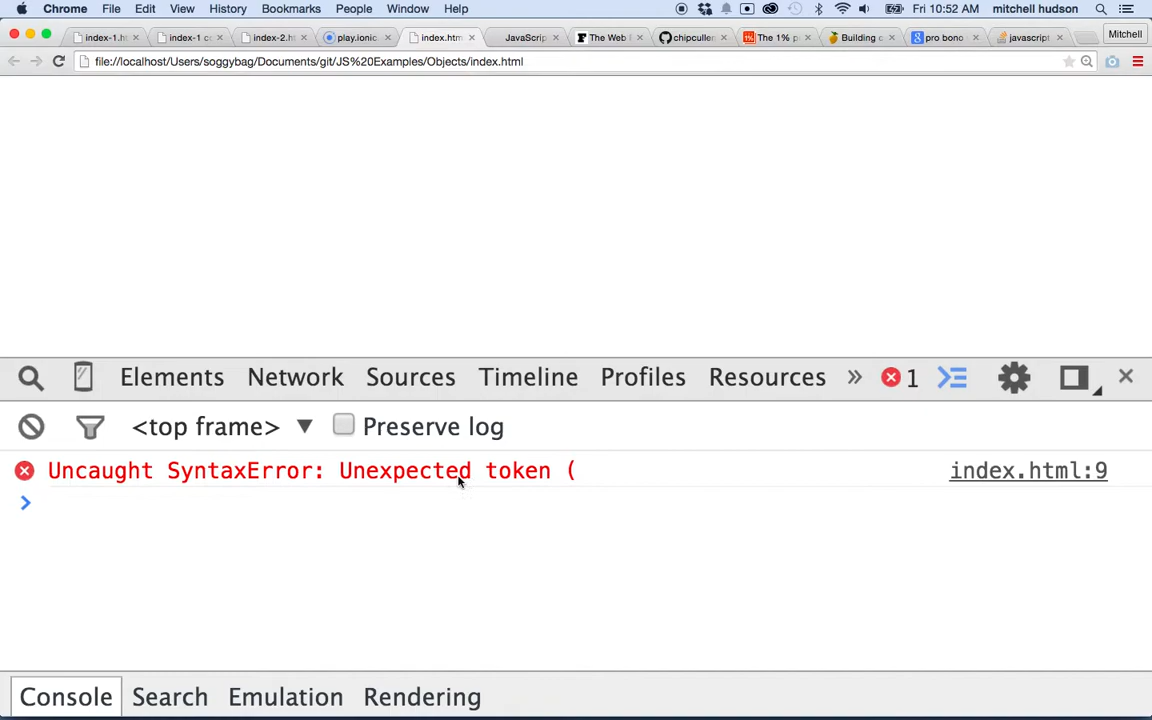 Chrome File Edit View History Bookmarks People Window Help Fri 10:52 AM mitchell hudson
index-1.ht index-1 co index-2.ht play.ionic index.htm JavaScrip The Web chipcullen The 1% p Building c pro bono javascript Mitchell
file://localhost/Users/soggybag/Documents/git/JS%20Examples/Objects/index.html
Elements Network Sources Timeline Profiles Resources » 1
<top frame> Preserve log
Uncaught SyntaxError: Unexpected token ( index.html:9
Console Search Emulation Rendering